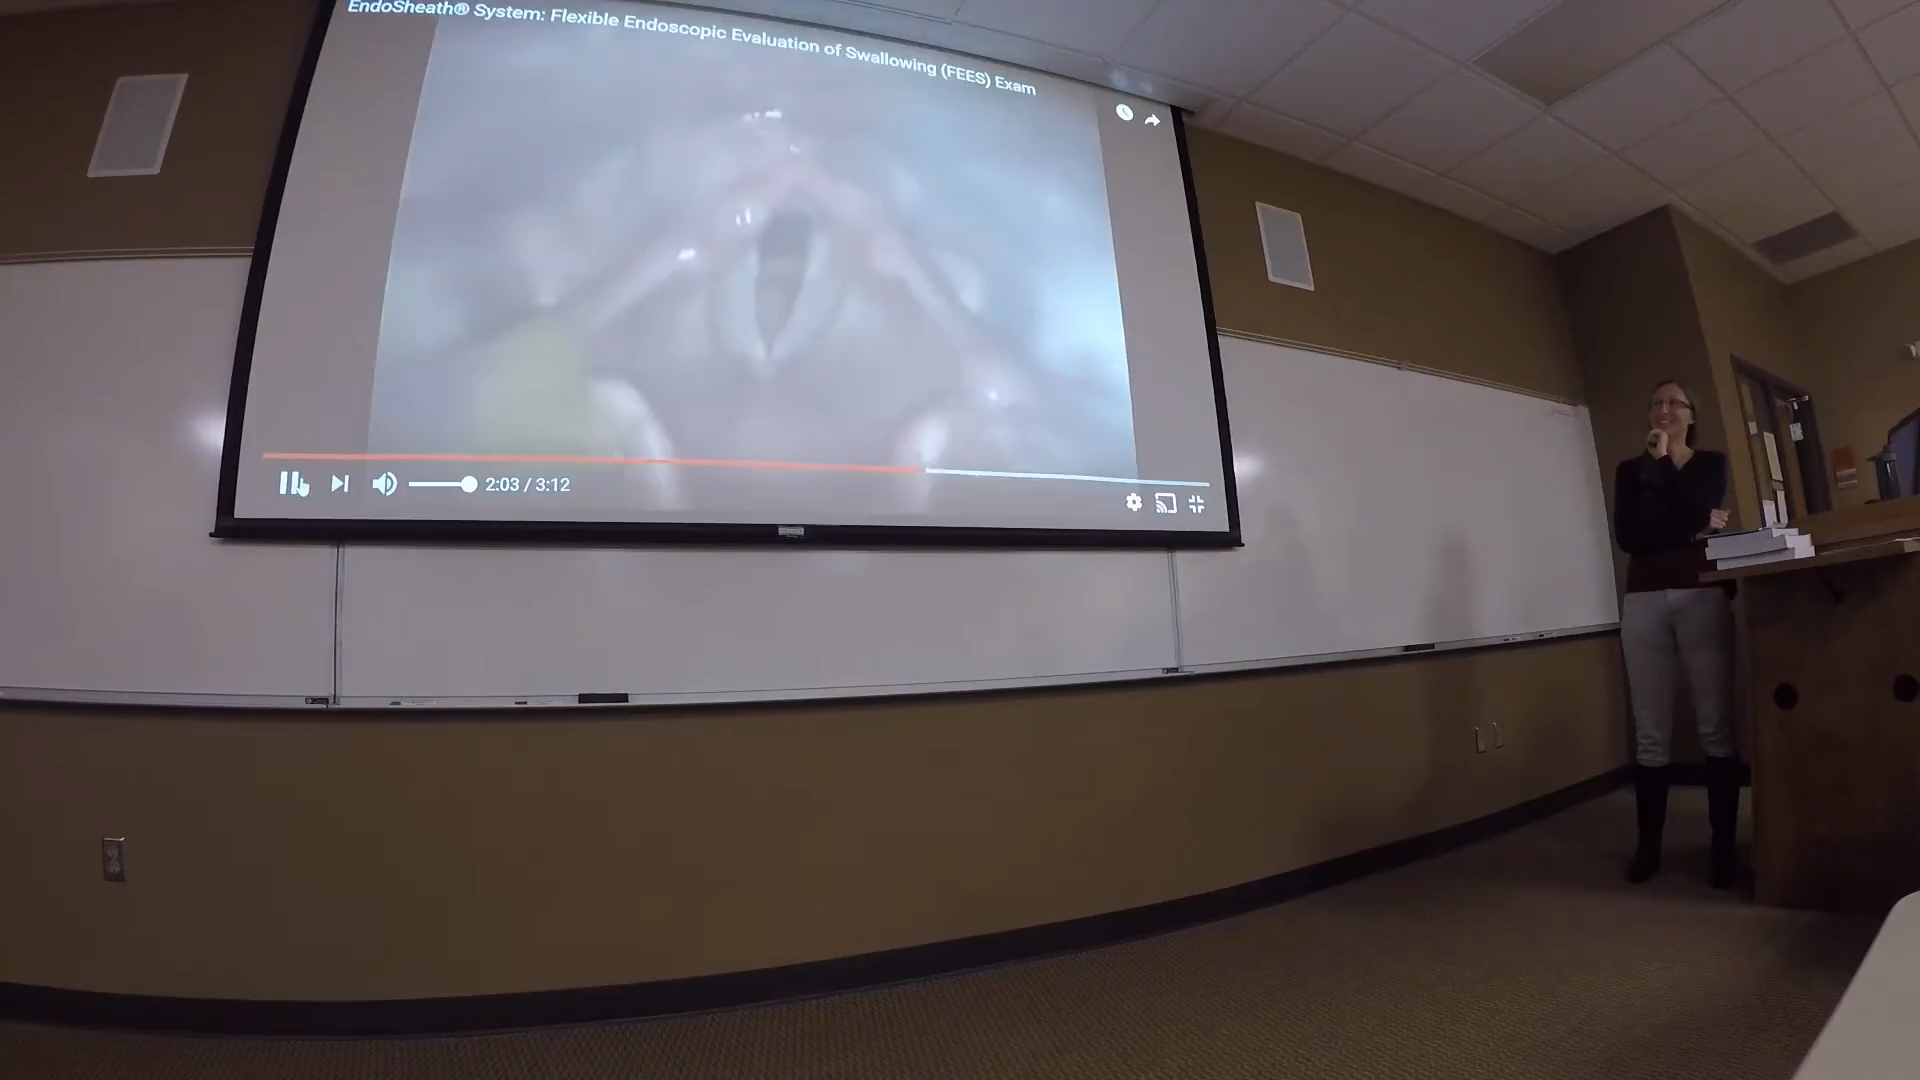 EndoSheath® System: Flexible Endoscopic Evaluation of Swallowing (FEES) Exam
2:03 / 3:12